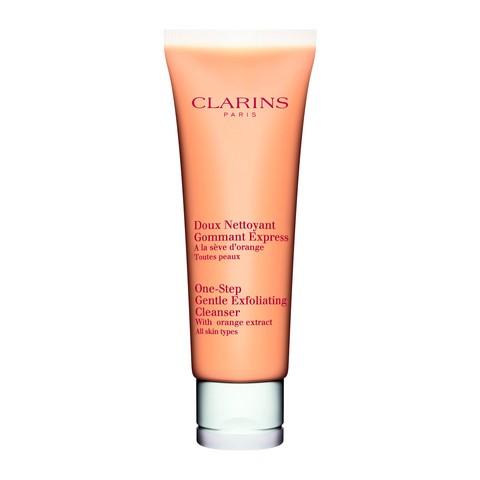 CLARINS
PARIS
Doux Nettoyant
Gommant Express
A la sève d'orange
Toutes peaux
One-Step
Gentle Exfoliating
Cleanser
With orange extract
All skin types